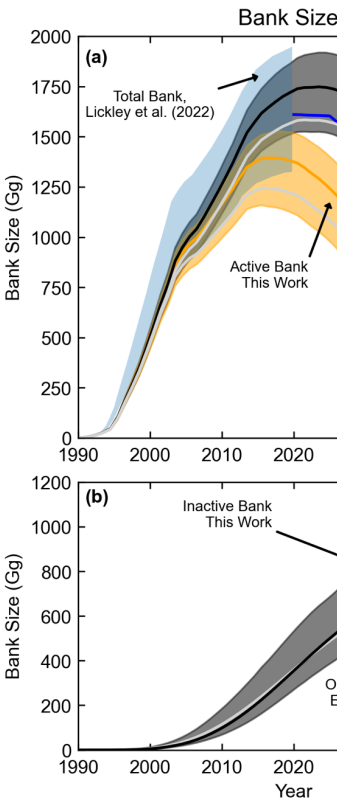 Bank Size
(a)
2000
1750
1500
1250
1000
750
500
250
0
Bank Size (Gg)
Total Bank,
Lickley et al. (2022)
Active Bank
This Work
1990
2000
2010
2020
(b)
1200
1000
800
600
400
200
0
Bank Size (Gg)
Inactive Bank
This Work
O
E
1990
2000
2010
2020
Year